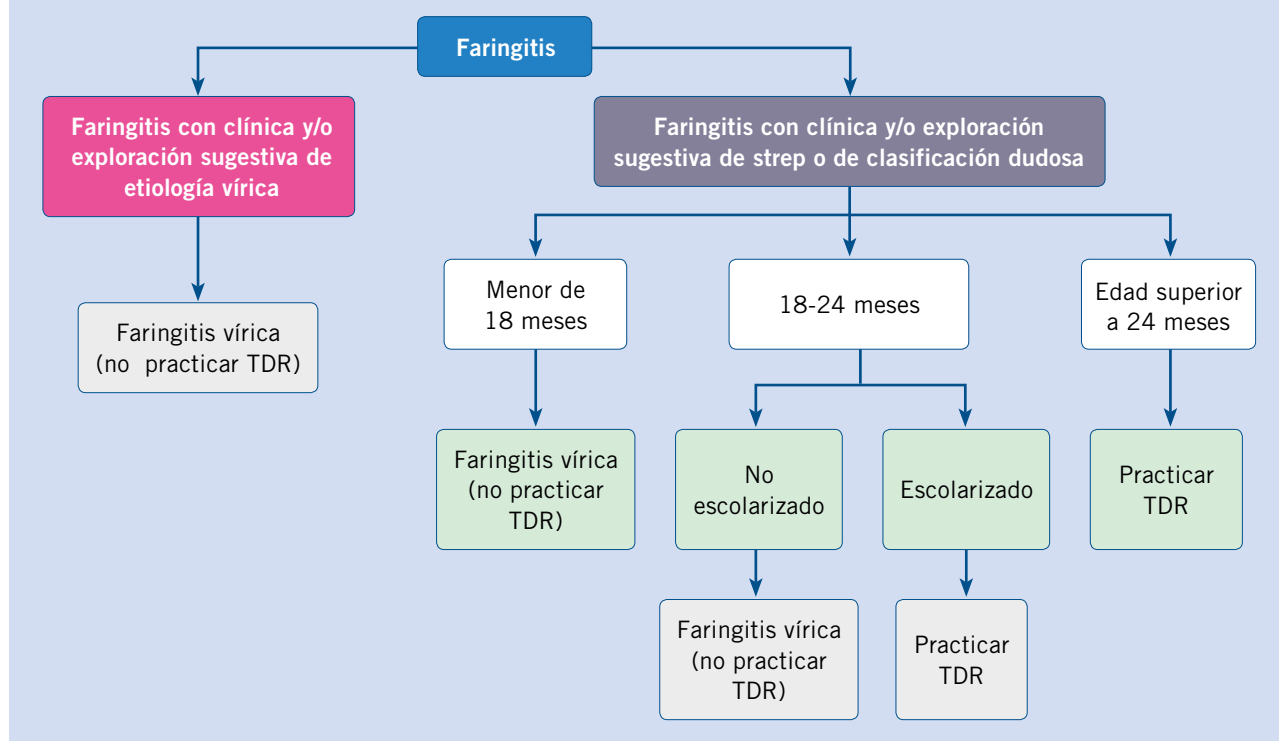 Faringitis
Faringitis con clínica y/o
exploración sugestiva de
etiología vírica
Faringitis con clínica y/o exploración
sugestiva de strep o de clasificación dudosa
Faringitis vírica
(no practicar TDR)
Menor de
18 meses
18-24 meses
Edad superior
a 24 meses
Faringitis vírica
(no practicar
TDR)
No
escolarizado
Escolarizado
Practicar
TDR
Faringitis vírica
(no practicar
TDR)
Practicar
TDR